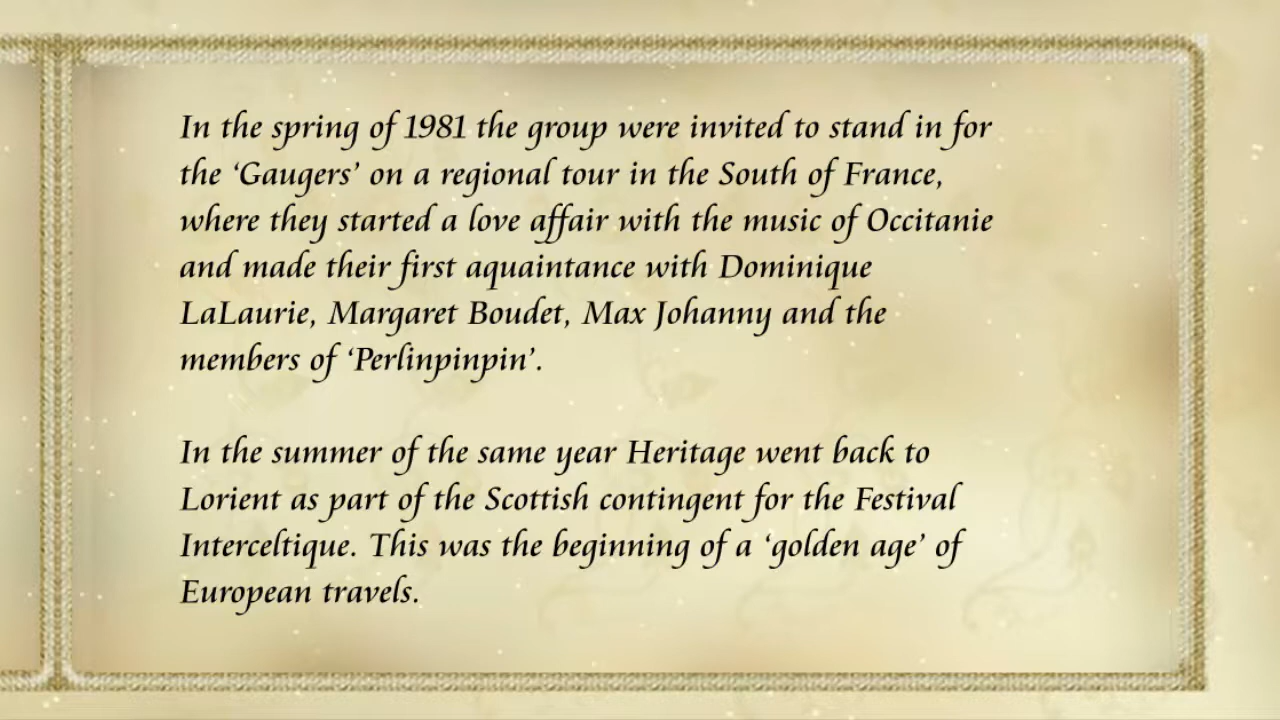 In the spring of 1981 the group were invited to stand in for
the ‘Gaugers’ on a regional tour in the South of France,
where they started a love affair with the music of Occitanie
and made their first aquaintance with Dominique
LaLaurie, Margaret Boudet, Max Johanny and the
members of ‘Perlinpinpin’.
In the summer of the same year Heritage went back to
Lorient as part of the Scottish contingent for the Festival
Interceltique. This was the beginning of a ‘golden age’ of
European travels.